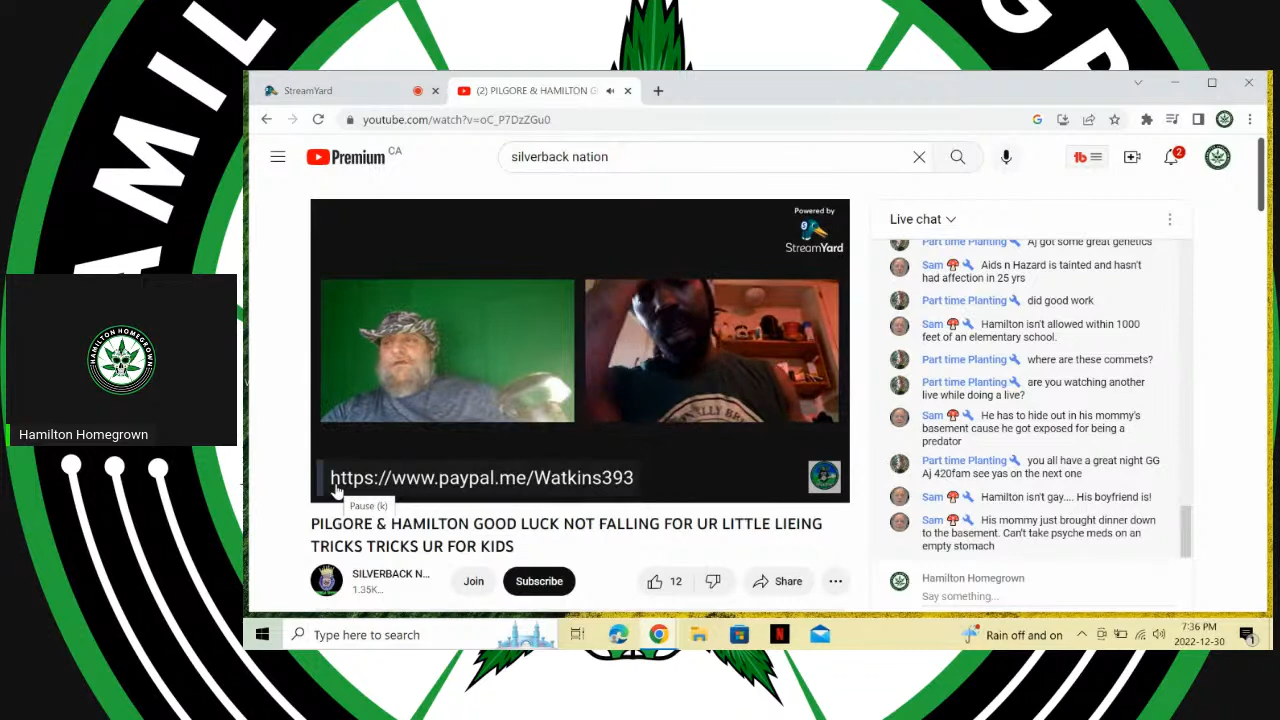 AMIL
GR
StreamYard
(2) PILGORE & HAMILTON G
youtube.com/watch?v=oC_P7DzZGu0
Premium CA
silverback nation
2
Powered by
StreamYard
https://www.paypal.me/Watkins393
Pause (k)
PILGORE & HAMILTON GOOD LUCK NOT FALLING FOR UR LITTLE LIEING
TRICKS TRICKS UR FOR KIDS
SILVERBACK N...
1.35K...
Join
Subscribe
12
Share
Live chat
Part time Planting Aj got some great genetics
Sam Aids n Hazard is tainted and hasn't
had affection in 25 yrs
Part time Planting did good work
Sam Hamilton isn't allowed within 1000
feet of an elementary school.
Part time Planting where are these commets?
Part time Planting are you watching another
live while doing a live?
Sam He has to hide out in his mommy's
basement cause he got exposed for being a
predator
Part time Planting you all have a great night GG
Aj 420fam see yas on the next one
Sam Hamilton isn't gay.... His boyfriend is!
Sam His mommy just brought dinner down
to the basement. Can't take psyche meds on an
empty stomach
Hamilton Homegrown
Say something...
HAMILTON HOMEGROWN
Hamilton Homegrown
Type here to search
Rain off and on
7:36 PM
2022-12-30
1